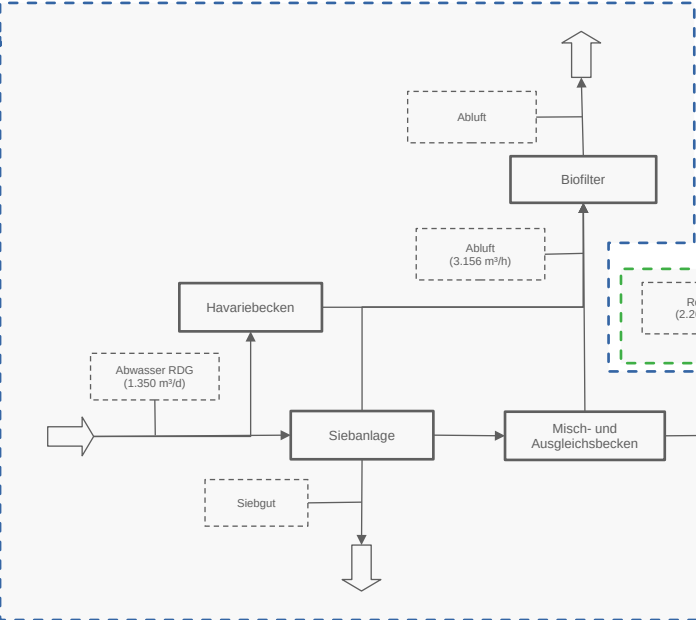 Abluft
Biofilter
Abluft
(3.156 m³/h)
Havariebecken
Abwasser RDG
(1.350 m³/d)
Siebanlage
Misch- und
Ausgleichsbecken
Siebgut